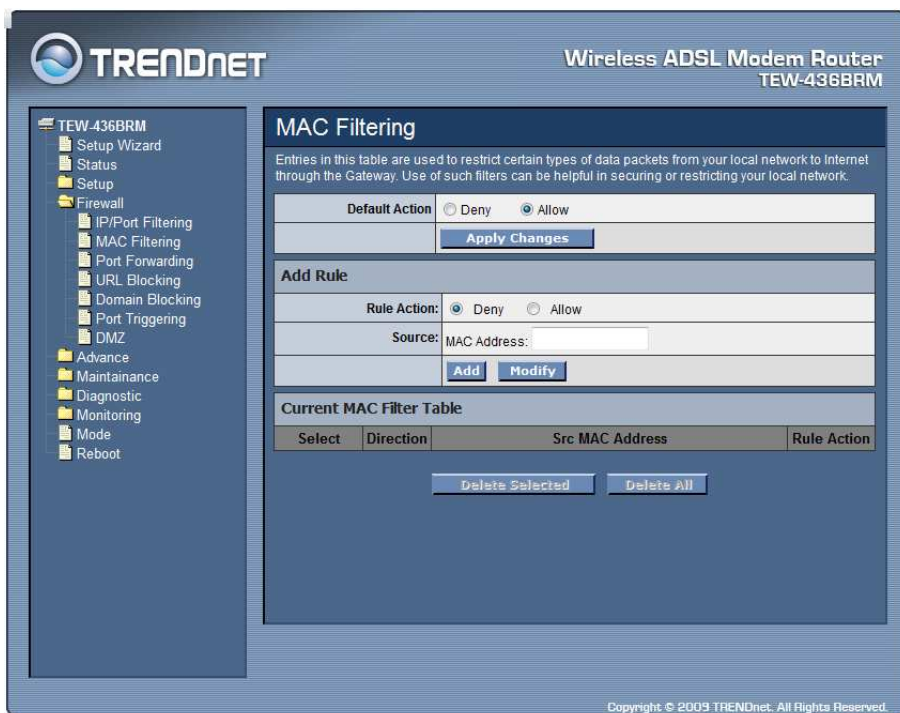 TRENDNET
Wireless ADSL Modem Router
TEW-436BRM
TEW-436BRM
Setup Wizard
Status
Setup
Firewall
IP/Port Filtering
MAC Filtering
Port Forwarding
URL Blocking
Domain Blocking
Port Triggering
DMZ
Advance
Maintainance
Diagnostic
Monitoring
Mode
Reboot
MAC Filtering
Entries in this table are used to restrict certain types of data packets from your local network to Internet
through the Gateway. Use of such filters can be helpful in securing or restricting your local network.
Default Action Deny Allow
Apply Changes
Add Rule
Rule Action: Deny Allow
Source: MAC Address:
Add Modify
Current MAC Filter Table
Select Direction Src MAC Address Rule Action
Delete Selected Delete All
Copyright © 2009 TRENDnet. All Rights Reserved.